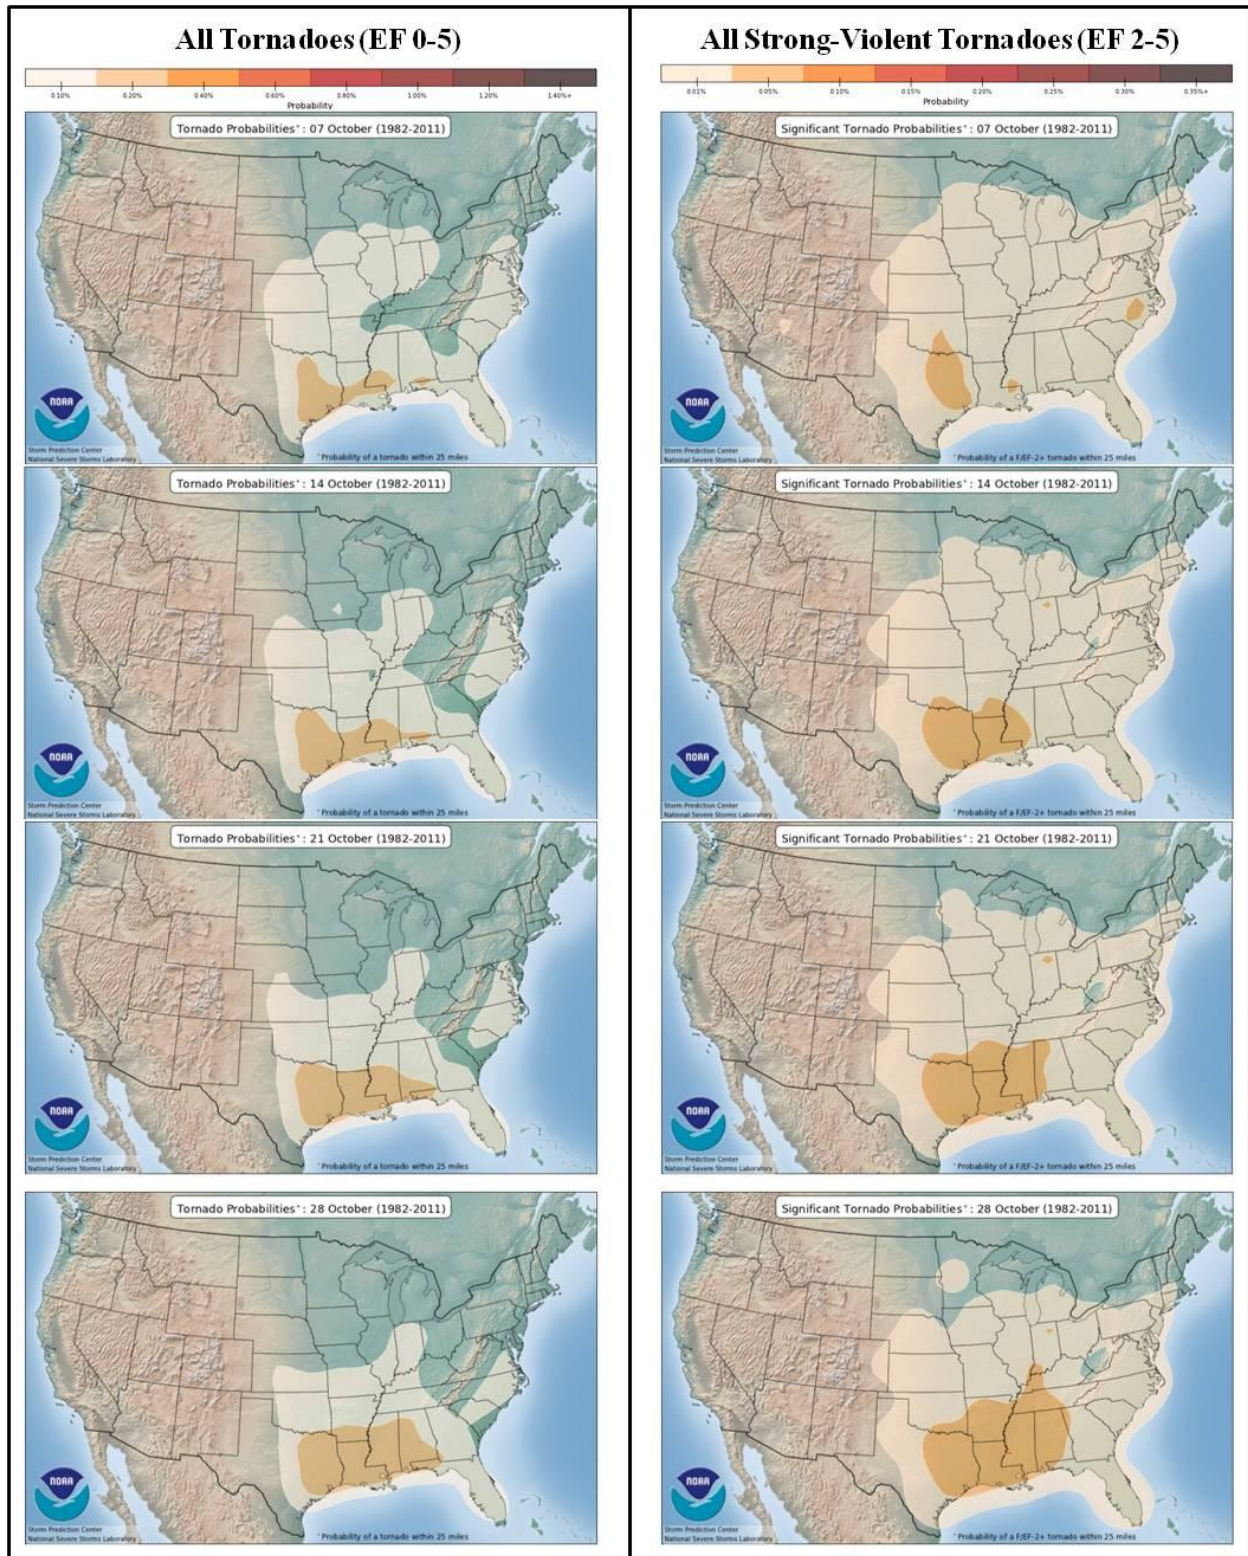 All Tornadoes (EF 0-5)
0.10% 0.20% 0.40% 0.60% 0.80% 1.00% 1.20% 1.40%+
Probability
Tornado Probabilities*: 07 October (1982-2011)
NOAA
Storm Prediction Center
National Severe Storms Laboratory
*Probability of a tornado within 25 miles
Tornado Probabilities*: 14 October (1982-2011)
NOAA
Storm Prediction Center
National Severe Storms Laboratory
*Probability of a tornado within 25 miles
Tornado Probabilities*: 21 October (1982-2011)
NOAA
Storm Prediction Center
National Severe Storms Laboratory
*Probability of a tornado within 25 miles
Tornado Probabilities*: 28 October (1982-2011)
NOAA
Storm Prediction Center
National Severe Storms Laboratory
*Probability of a tornado within 25 miles
All Strong-Violent Tornadoes (EF 2-5)
0.01% 0.05% 0.10% 0.15% 0.20% 0.25% 0.30% 0.35%+
Probability
Significant Tornado Probabilities*: 07 October (1982-2011)
NOAA
Storm Prediction Center
National Severe Storms Laboratory
*Probability of a F/EF-2+ tornado within 25 miles
Significant Tornado Probabilities*: 14 October (1982-2011)
NOAA
Storm Prediction Center
National Severe Storms Laboratory
*Probability of a F/EF-2+ tornado within 25 miles
Significant Tornado Probabilities*: 21 October (1982-2011)
NOAA
Storm Prediction Center
National Severe Storms Laboratory
*Probability of a F/EF-2+ tornado within 25 miles
Significant Tornado Probabilities*: 28 October (1982-2011)
NOAA
Storm Prediction Center
National Severe Storms Laboratory
*Probability of a F/EF-2+ tornado within 25 miles